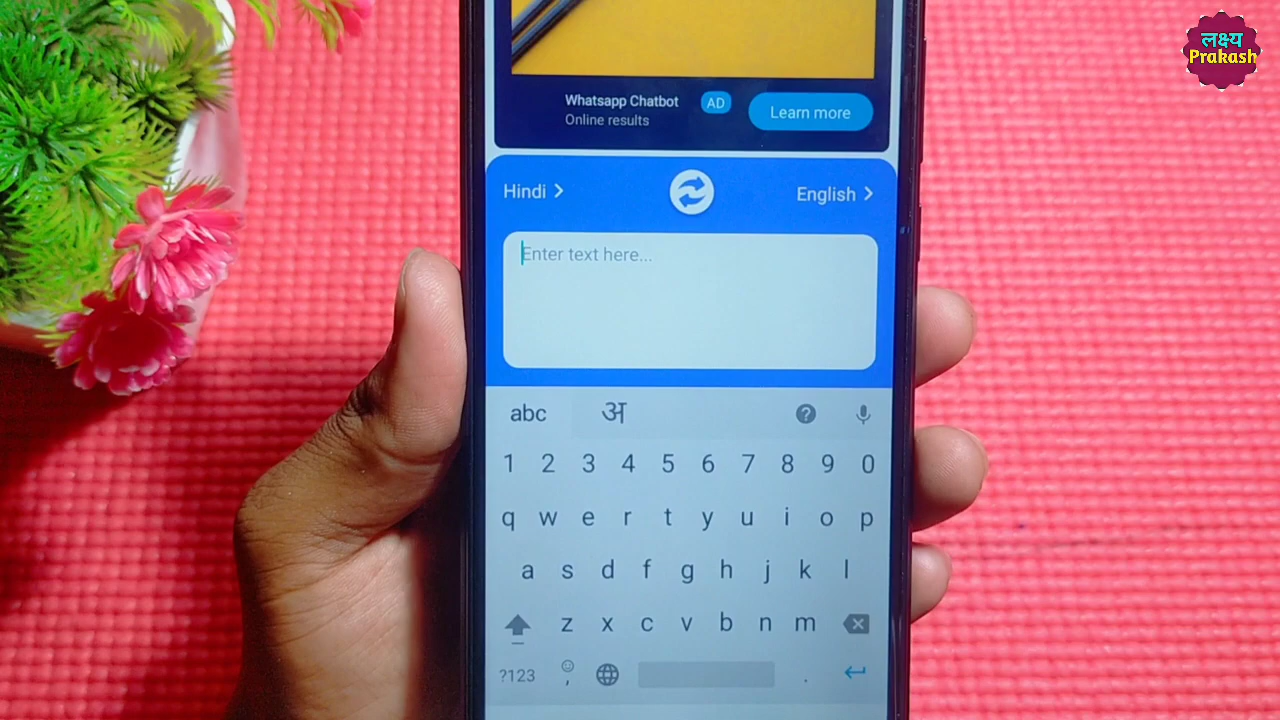 लक्ष्य
Prakash
Whatsapp Chatbot AD
Online results
Learn more
Hindi >
English >
Enter text here...
abc अ ?
1 2 3 4 5 6 7 8 9 0
q w e r t y u i o p
a s d f g h j k l
z x c v b n m
?123 , .